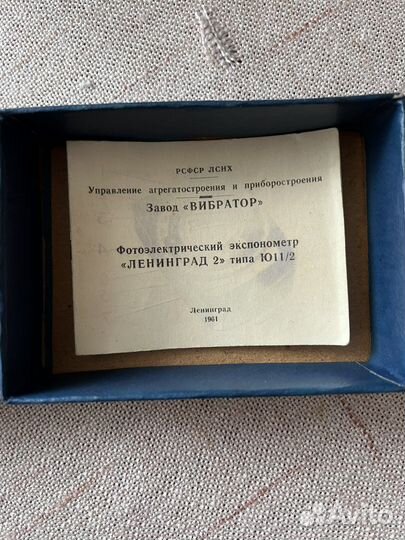 РСФСР ЛСНХ
Управление агрегатостроения и приборостроения
Завод «ВИБРАТОР»
Фотоэлектрический экспонометр
«ЛЕНИНГРАД 2» типа Ю11/2
Ленинград
1961
Avito